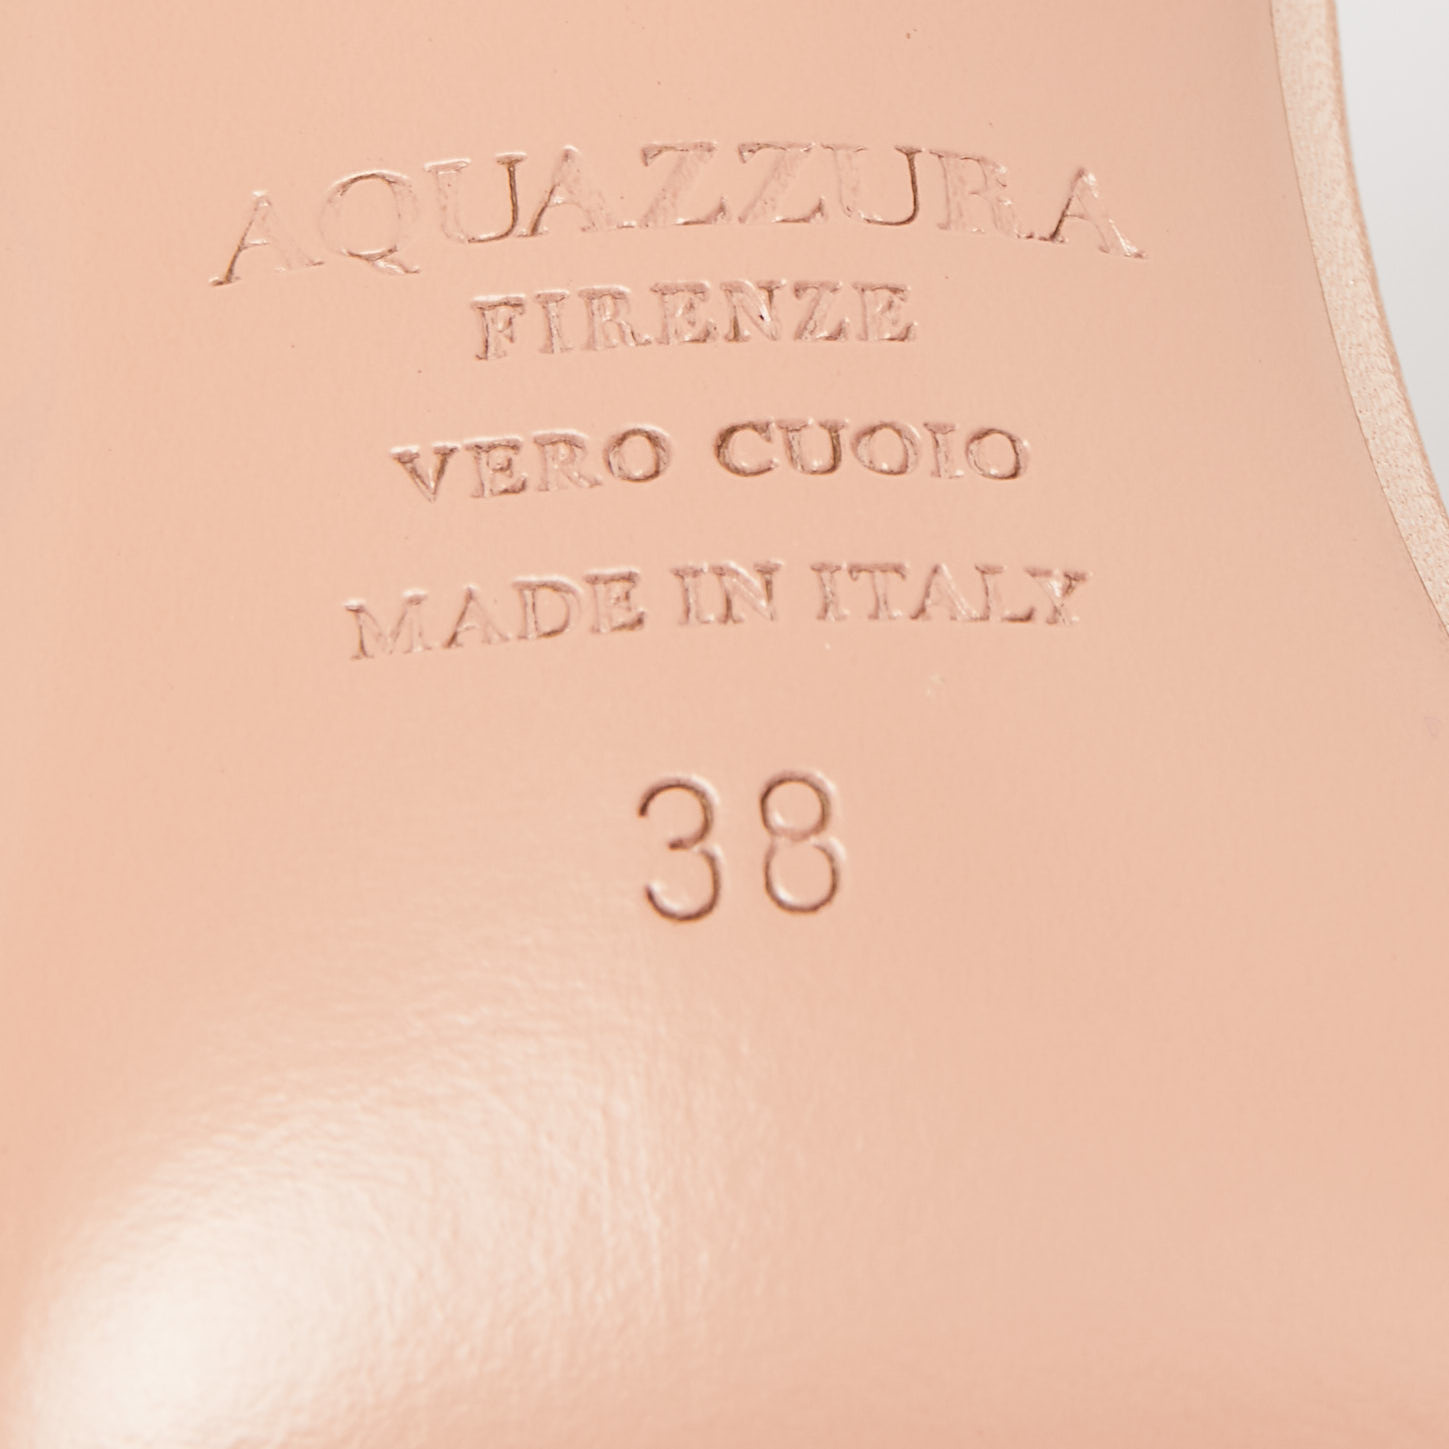 AQUAZZURA
FIRENZE
VERO CUOIO
MADE IN ITALY
38